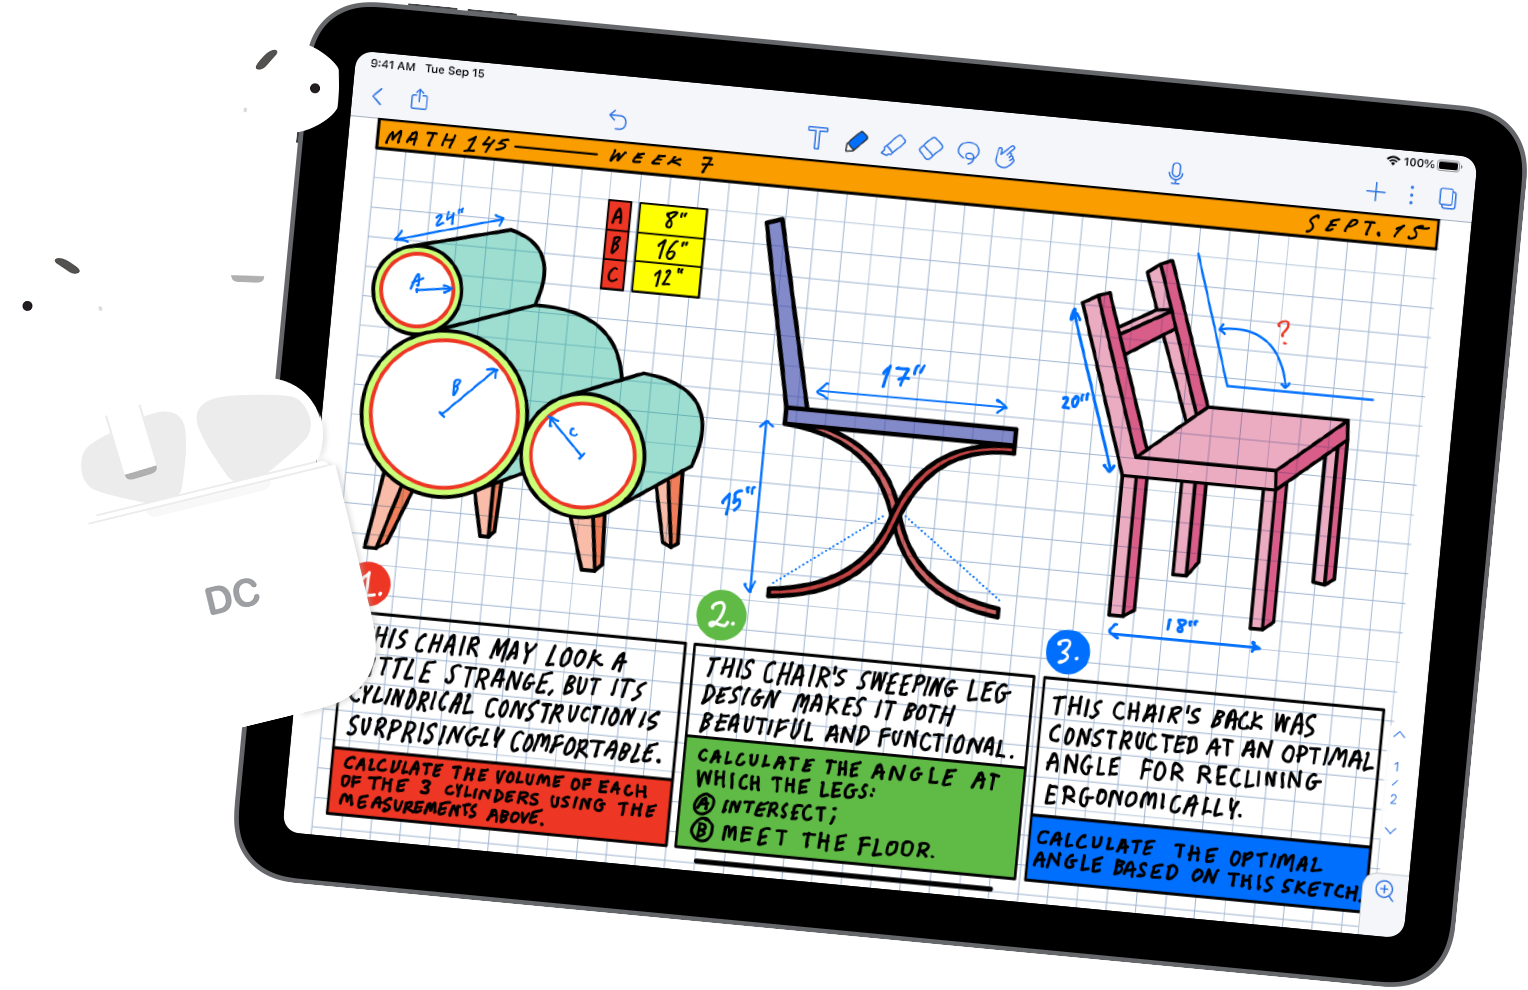 9:41 AM Tue Sep 15
100%
MATH 145 WEEK 7
SEPT. 15
24"
A
B
C
A 8"
B 16"
C 12"
17"
15"
20"
?
18"
DC
1.
HIS CHAIR MAY LOOK A
TTLE STRANGE, BUT ITS
CYLINDRICAL CONSTRUCTION IS
SURPRISINGLY COMFORTABLE.
CALCULATE THE VOLUME OF EACH
OF THE 3 CYLINDERS USING THE
MEASUREMENTS ABOVE.
2.
THIS CHAIR'S SWEEPING LEG
DESIGN MAKES IT BOTH
BEAUTIFUL AND FUNCTIONAL.
CALCULATE THE ANGLE AT
WHICH THE LEGS:
A INTERSECT;
B MEET THE FLOOR.
3.
THIS CHAIR'S BACK WAS
CONSTRUCTED AT AN OPTIMAL
ANGLE FOR RECLINING
ERGONOMICALLY.
CALCULATE THE OPTIMAL
ANGLE BASED ON THIS SKETCH.
1
/
2